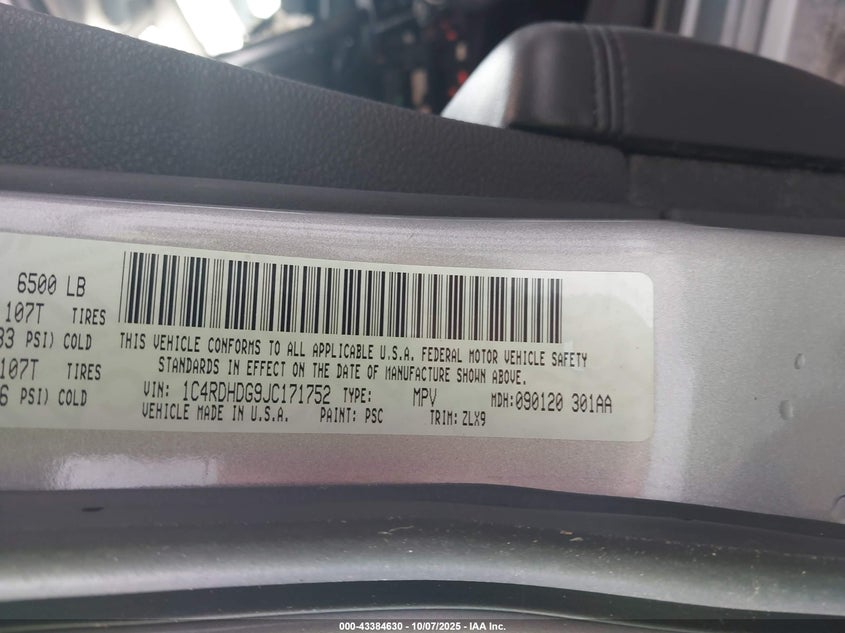 6500 LB
107T TIRES
33 PSI) COLD
107T TIRES
6 PSI) COLD
THIS VEHICLE CONFORMS TO ALL APPLICABLE U.S.A. FEDERAL MOTOR VEHICLE SAFETY
STANDARDS IN EFFECT ON THE DATE OF MANUFACTURE SHOWN ABOVE.
VIN: 1C4RDHDG9JC171752 TYPE: MPV MDH: 090120 301AA
VEHICLE MADE IN U.S.A. PAINT: PSC TRIM: ZLX9
000-43384630 - 10/07/2025 - IAA Inc.